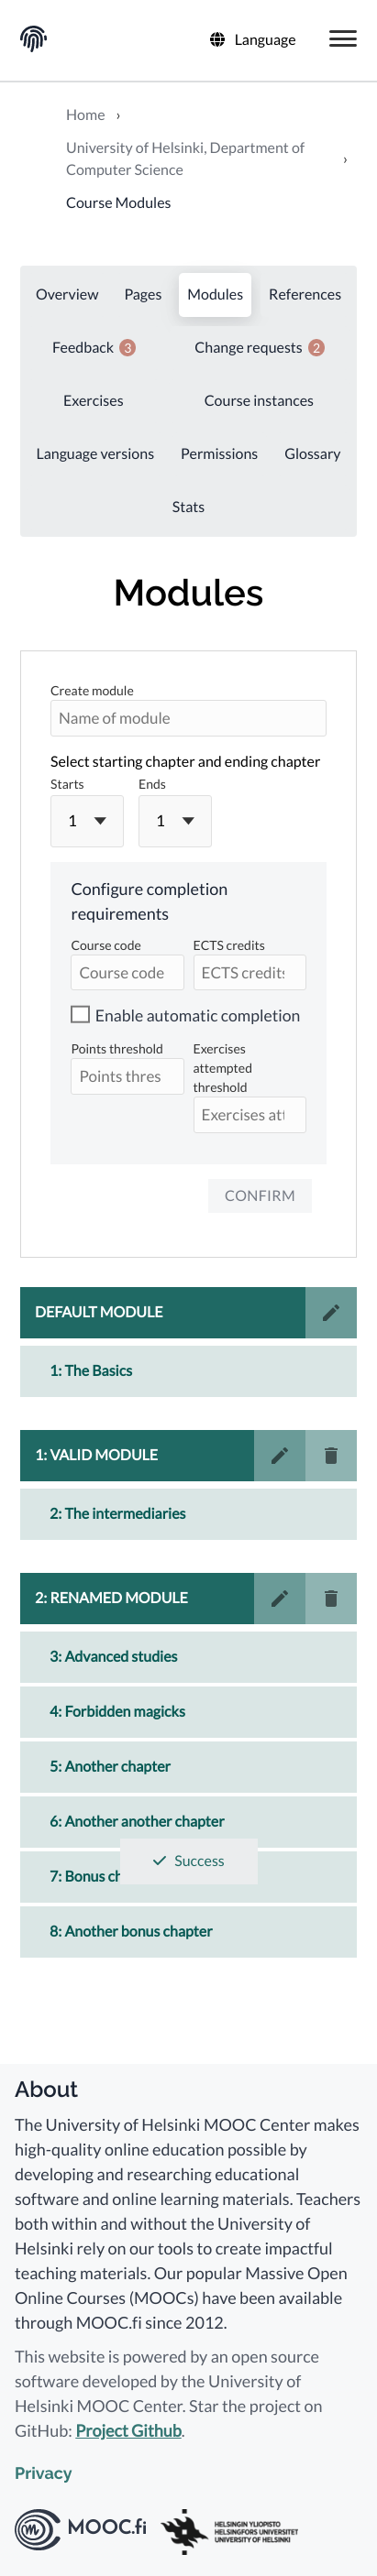 Language
Home ›
University of Helsinki, Department of
Computer Science ›
Course Modules
Overview Pages Modules References
Feedback 3 Change requests 2
Exercises Course instances
Language versions Permissions Glossary
Stats
Modules
Create module
Name of module
Select starting chapter and ending chapter
Starts Ends
1 1
Configure completion
requirements
Course code ECTS credits
Course code ECTS credits
Enable automatic completion
Points threshold Exercises
attempted
threshold
Points thres
Exercises att
CONFIRM
DEFAULT MODULE
1: The Basics
1: VALID MODULE
2: The intermediaries
2: RENAMED MODULE
3: Advanced studies
4: Forbidden magicks
5: Another chapter
6: Another another chapter
Success
7: Bonus ch
8: Another bonus chapter
About
The University of Helsinki MOOC Center makes
high-quality online education possible by
developing and researching educational
software and online learning materials. Teachers
both within and without the University of
Helsinki rely on our tools to create impactful
teaching materials. Our popular Massive Open
Online Courses (MOOCs) have been available
through MOOC.fi since 2012.
This website is powered by an open source
software developed by the University of
Helsinki MOOC Center. Star the project on
GitHub: Project Github.
Privacy
MOOC.fi
HELSINGIN YLIOPISTO
HELSINGFORS UNIVERSITET
UNIVERSITY OF HELSINKI